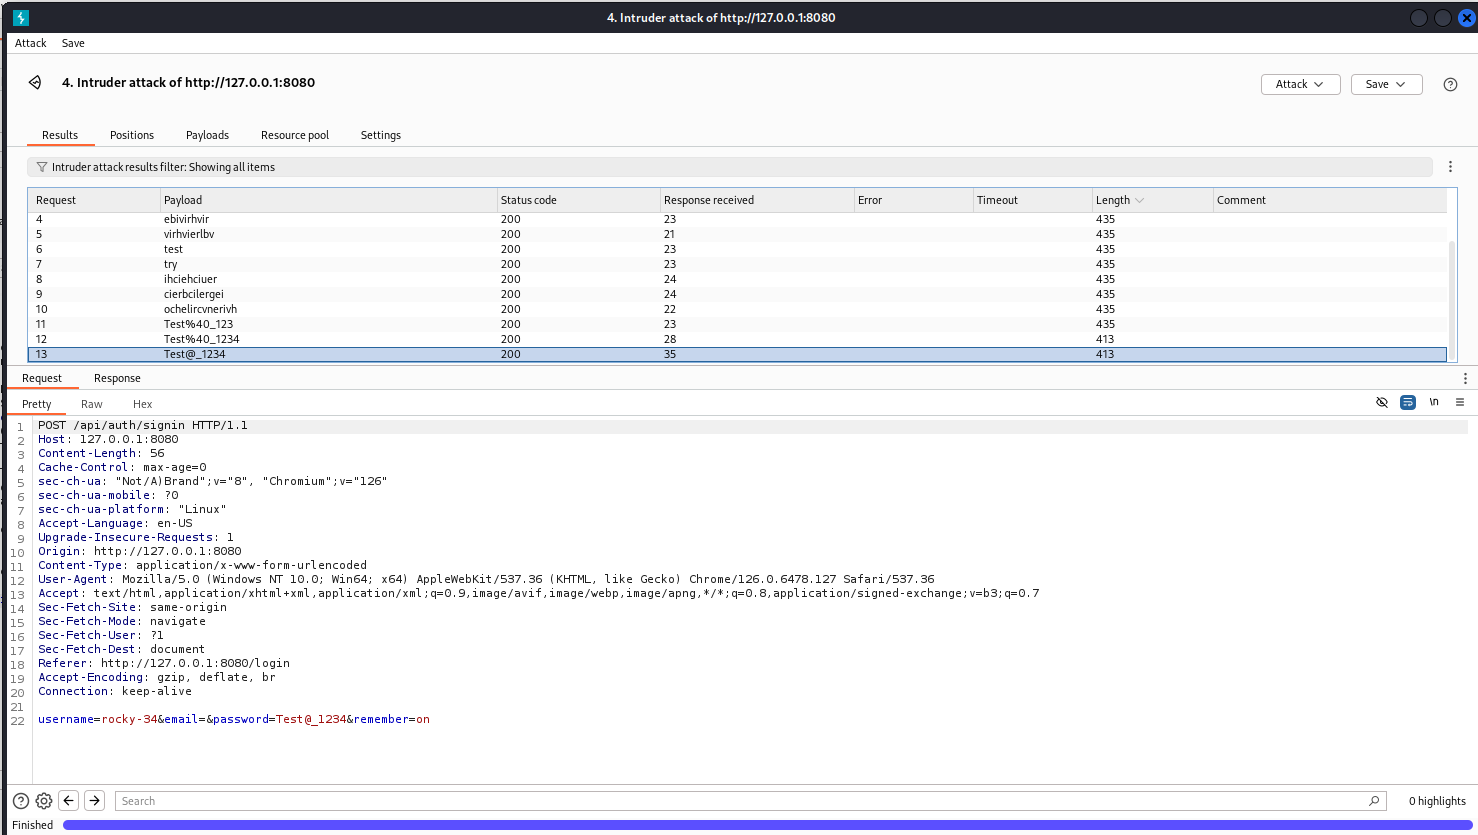 4. Intruder attack of http://127.0.0.1:8080
Attack Save
4. Intruder attack of http://127.0.0.1:8080
Attack Save
Results Positions Payloads Resource pool Settings
Intruder attack results filter: Showing all items
Request Payload Status code Response received Error Timeout Length Comment
4 ebivirhvir 200 23 435
5 virhvierlbv 200 21 435
6 test 200 23 435
7 try 200 23 435
8 ihciehciuer 200 24 435
9 cierbcilergei 200 24 435
10 ochelircvnerivh 200 22 435
11 Test%40_123 200 23 435
12 Test%40_1234 200 28 413
13 Test@_1234 200 35 413
Request Response
Pretty Raw Hex
\n
1 POST /api/auth/signin HTTP/1.1
2 Host: 127.0.0.1:8080
3 Content-Length: 56
4 Cache-Control: max-age=0
5 sec-ch-ua: "Not/A)Brand";v="8", "Chromium";v="126"
6 sec-ch-ua-mobile: ?0
7 sec-ch-ua-platform: "Linux"
8 Accept-Language: en-US
9 Upgrade-Insecure-Requests: 1
10 Origin: http://127.0.0.1:8080
11 Content-Type: application/x-www-form-urlencoded
12 User-Agent: Mozilla/5.0 (Windows NT 10.0; Win64; x64) AppleWebKit/537.36 (KHTML, like Gecko) Chrome/126.0.6478.127 Safari/537.36
13 Accept: text/html,application/xhtml+xml,application/xml;q=0.9,image/avif,image/webp,image/apng,*/*;q=0.8,application/signed-exchange;v=b3;q=0.7
14 Sec-Fetch-Site: same-origin
15 Sec-Fetch-Mode: navigate
16 Sec-Fetch-User: ?1
17 Sec-Fetch-Dest: document
18 Referer: http://127.0.0.1:8080/login
19 Accept-Encoding: gzip, deflate, br
20 Connection: keep-alive
21
22 username=rocky-34&email=&password=Test@_1234&remember=on
Search 0 highlights
Finished